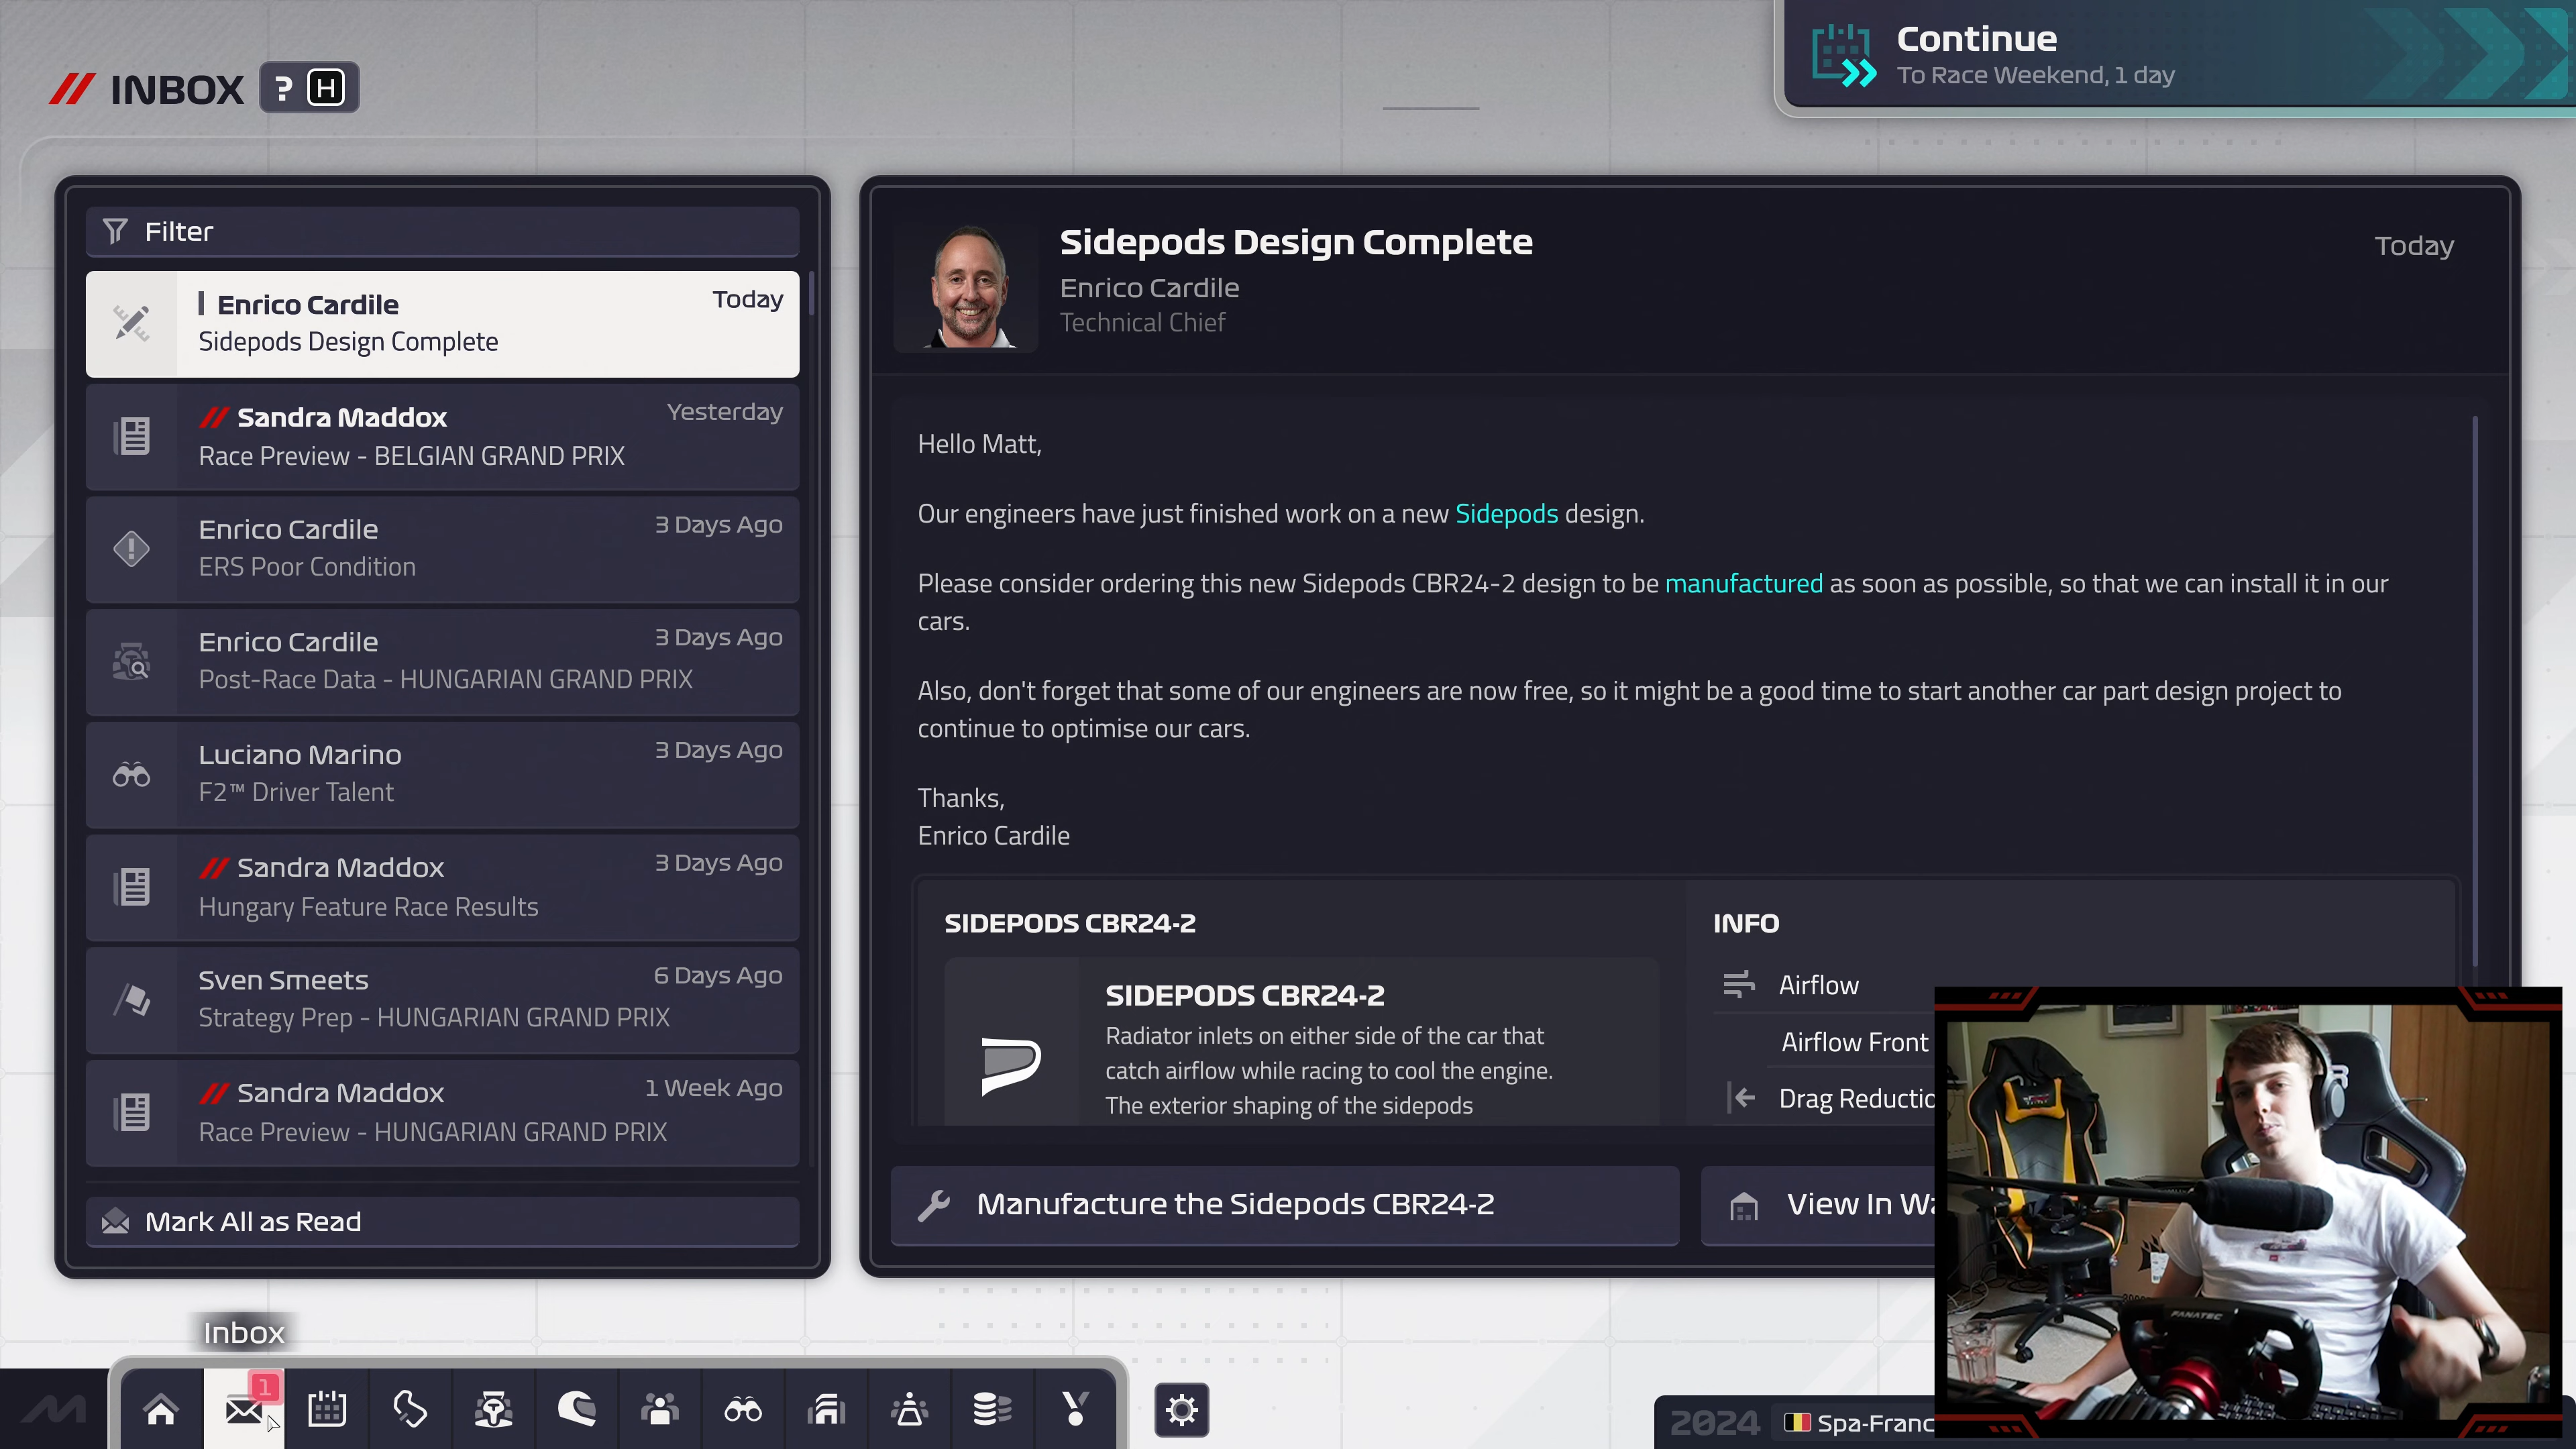 INBOX
? H
Continue
To Race Weekend, 1 day
Filter
Enrico Cardile
Today
Sidepods Design Complete
Sandra Maddox
Yesterday
Race Preview - BELGIAN GRAND PRIX
Enrico Cardile
3 Days Ago
ERS Poor Condition
Enrico Cardile
3 Days Ago
Post-Race Data - HUNGARIAN GRAND PRIX
Luciano Marino
3 Days Ago
F2™ Driver Talent
Sandra Maddox
3 Days Ago
Hungary Feature Race Results
Sven Smeets
6 Days Ago
Strategy Prep - HUNGARIAN GRAND PRIX
Sandra Maddox
1 Week Ago
Race Preview - HUNGARIAN GRAND PRIX
Mark All as Read
Sidepods Design Complete
Today
Enrico Cardile
Technical Chief
Hello Matt,
Our engineers have just finished work on a new Sidepods design.
Please consider ordering this new Sidepods CBR24-2 design to be manufactured as soon as possible, so that we can install it in our
cars.
Also, don't forget that some of our engineers are now free, so it might be a good time to start another car part design project to
continue to optimise our cars.
Thanks,
Enrico Cardile
SIDEPODS CBR24-2
SIDEPODS CBR24-2
Radiator inlets on either side of the car that
catch airflow while racing to cool the engine.
The exterior shaping of the sidepods
INFO
Airflow
Airflow Front
Drag Reductio
Manufacture the Sidepods CBR24-2
View In Wa
Inbox
1
2024
Spa-Franc
FANATEC